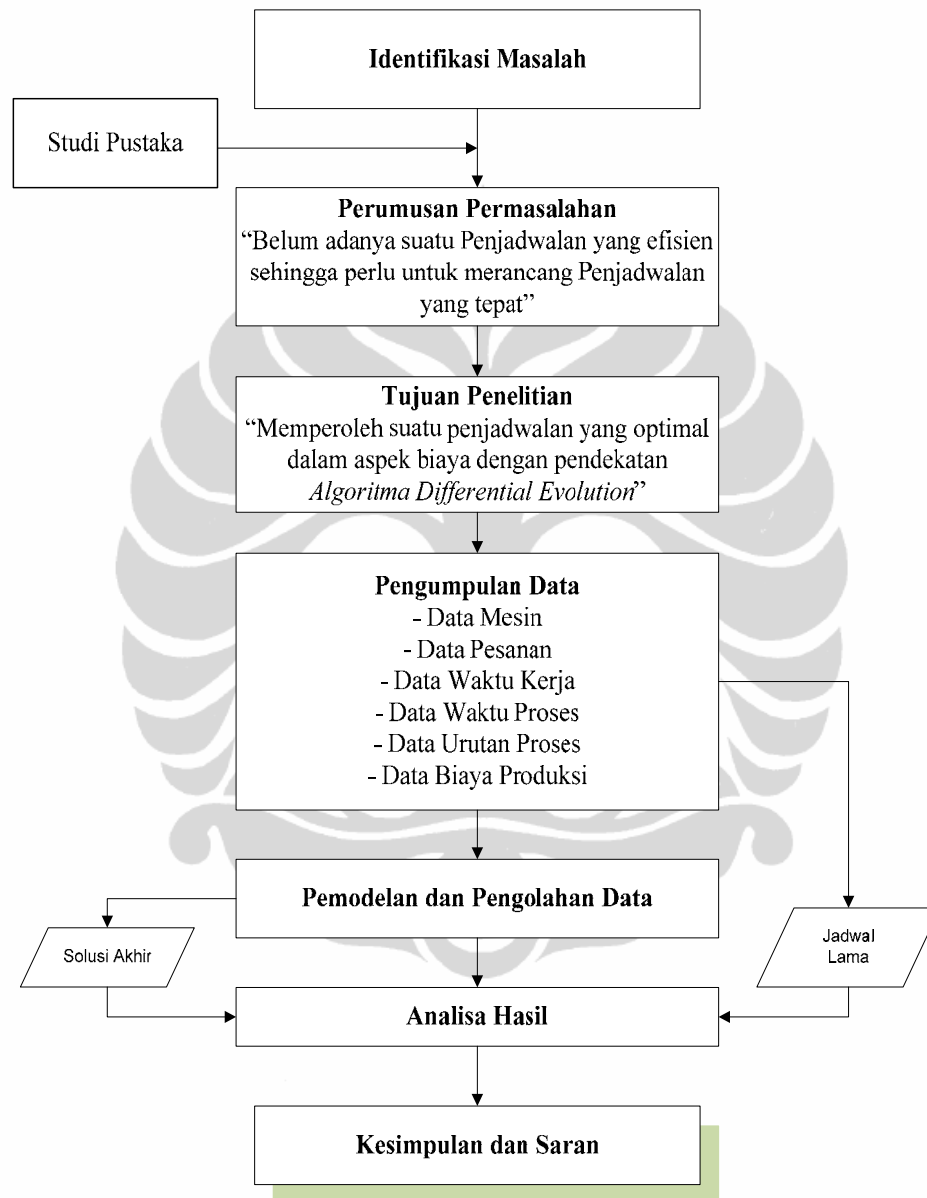 Identifikasi Masalah
Studi Pustaka
Perumusan Permasalahan
“Belum adanya suatu Penjadwalan yang efisien
sehingga perlu untuk merancang Penjadwalan
yang tepat”
Tujuan Penelitian
“Memperoleh suatu penjadwalan yang optimal
dalam aspek biaya dengan pendekatan
Algoritma Differential Evolution”
Pengumpulan Data
- Data Mesin
- Data Pesanan
- Data Waktu Kerja
- Data Waktu Proses
- Data Urutan Proses
- Data Biaya Produksi
Pemodelan dan Pengolahan Data
Solusi Akhir
Jadwal
Lama
Analisa Hasil
Kesimpulan dan Saran